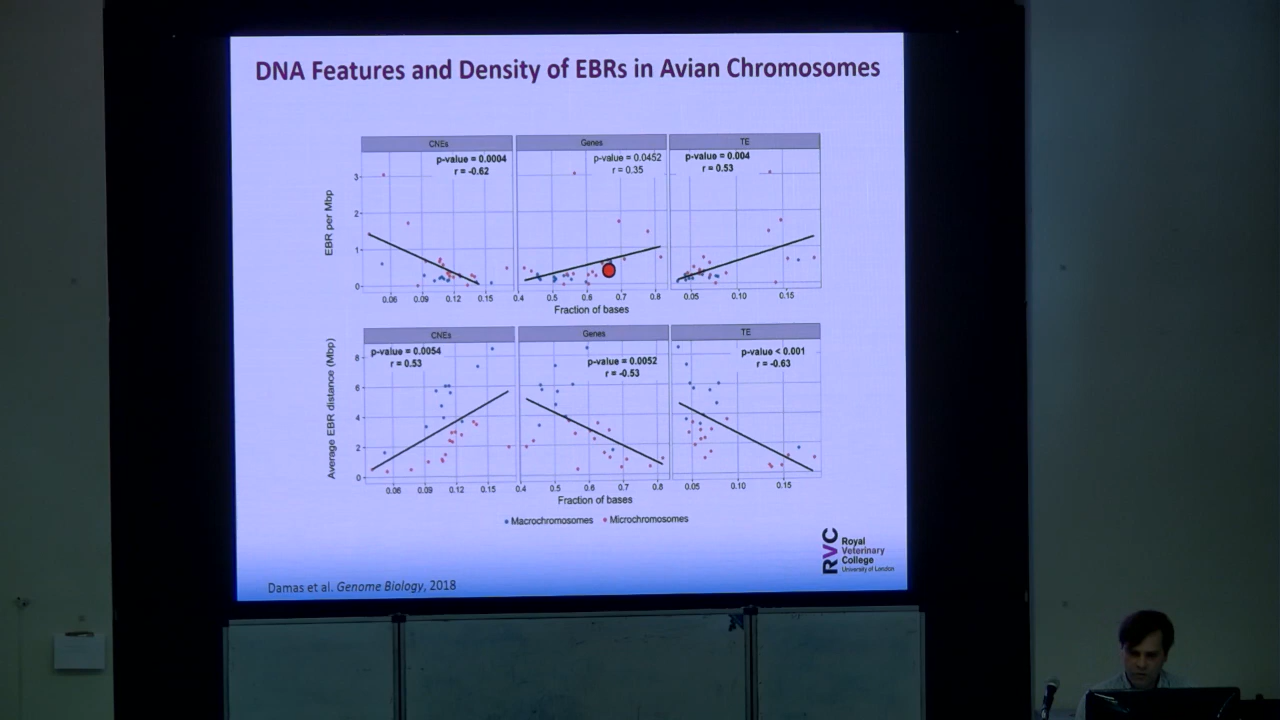 DNA Features and Density of EBRs in Avian Chromosomes
CNEs
Genes
TE
p-value = 0.0004
r = -0.62
p-value = 0.0452
r = 0.35
p-value = 0.004
r = 0.53
EBR per Mbp
3
2
1
0
0.06 0.09 0.12 0.15
0.4 0.5 0.6 0.7 0.8
0.05 0.10 0.15
Fraction of bases
CNEs
Genes
TE
p-value = 0.0054
r = 0.53
p-value = 0.0052
r = -0.53
p-value < 0.001
r = -0.63
Average EBR distance (Mbp)
8
6
4
2
0
0.06 0.09 0.12 0.15
0.4 0.5 0.6 0.7 0.8
0.05 0.10 0.15
Fraction of bases
Macrochromosomes Microchromosomes
RVC
Royal
Veterinary
College
University of London
Damas et al. Genome Biology, 2018